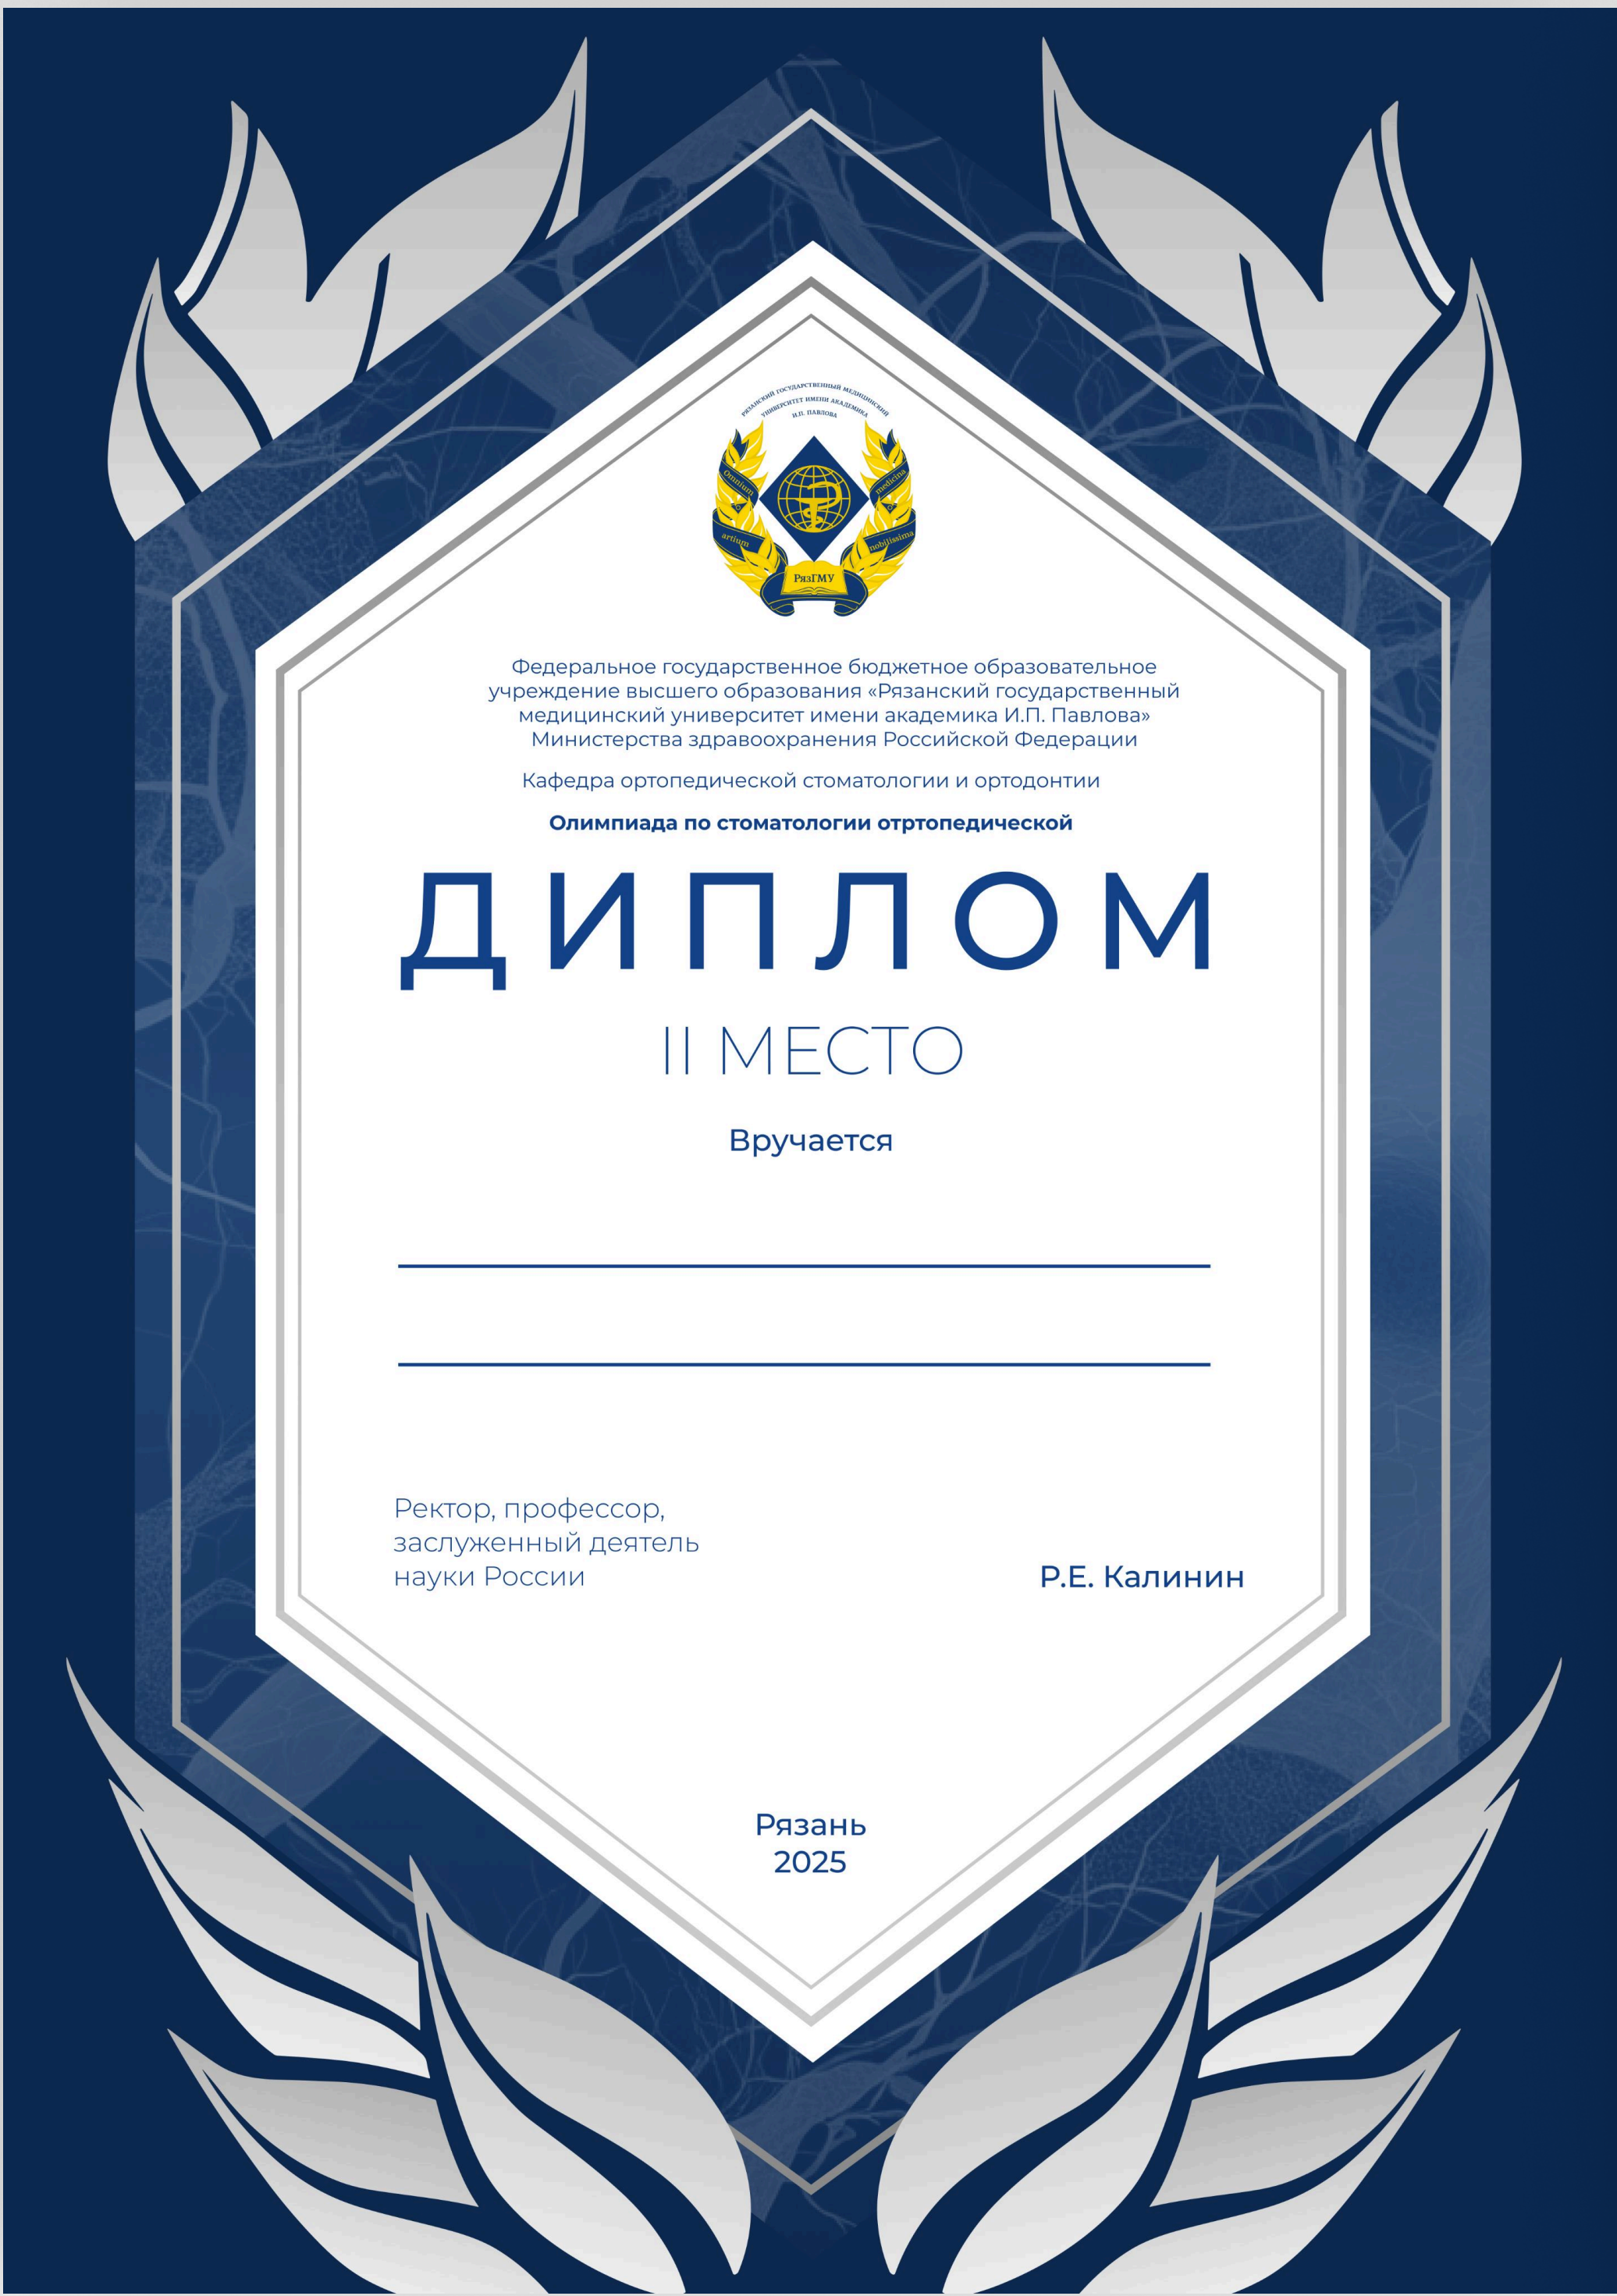 РЯЗАНСКИЙ ГОСУДАРСТВЕННЫЙ МЕДИЦИНСКИЙ
УНИВЕРСИТЕТ ИМЕНИ АКАДЕМИКА
И.П. ПАВЛОВА
Omnium
medicina
artium
nobilissima
РязГМУ
Федеральное государственное бюджетное образовательное
учреждение высшего образования «Рязанский государственный
медицинский университет имени академика И.П. Павлова»
Министерства здравоохранения Российской Федерации
Кафедра ортопедической стоматологии и ортодонтии
Олимпиада по стоматологии отртопедической
ДИПЛОМ
II МЕСТО
Вручается
Ректор, профессор,
заслуженный деятель
науки России
Р.Е. Калинин
Рязань
2025